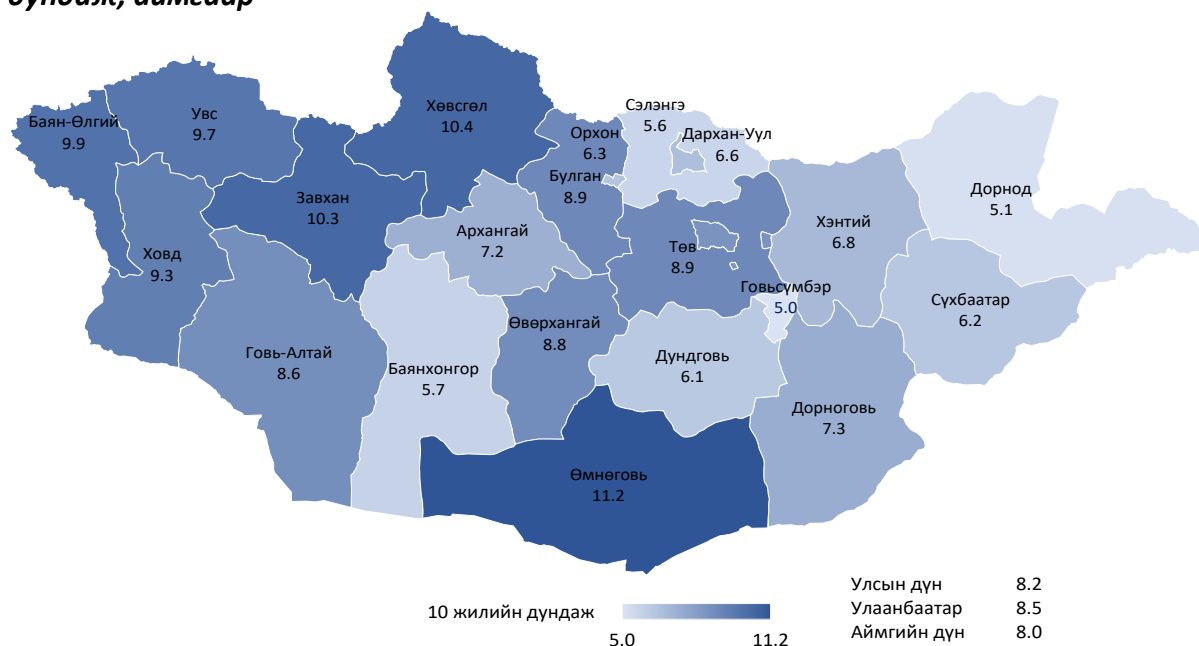 дундаж, аймгаар
Хөвсгөл
10.4
Увс
9.7
Баян-Өлгий
9.9
Сэлэнгэ
5.6
Орхон
6.3
Дархан-Уул
6.6
Булган
8.9
Дорнод
5.1
Завхан
10.3
Архангай
7.2
Хэнтий
6.8
Ховд
9.3
Төв
8.9
Говьсүмбэр
5.0
Сүхбаатар
6.2
Өвөрхангай
8.8
Говь-Алтай
8.6
Баянхонгор
5.7
Дундговь
6.1
Дорноговь
7.3
Өмнөговь
11.2
10 жилийн дундаж
5.0
11.2
Улсын дүн 8.2
Улаанбаатар 8.5
Аймгийн дүн 8.0